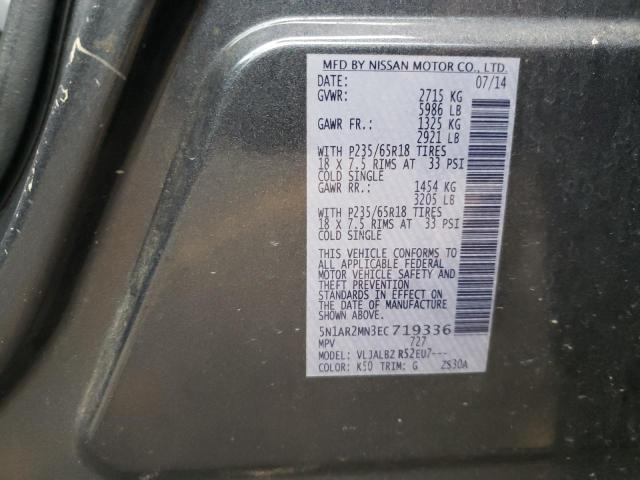 MFD BY NISSAN MOTOR CO., LTD.
DATE: 07/14
GVWR: 2715 KG
5986 LB
GAWR FR.: 1325 KG
2921 LB
WITH P235/65R18 TIRES
18 X 7.5 RIMS AT 33 PSI
COLD SINGLE
GAWR RR.: 1454 KG
3205 LB
WITH P235/65R18 TIRES
18 X 7.5 RIMS AT 33 PSI
COLD SINGLE
THIS VEHICLE CONFORMS TO
ALL APPLICABLE FEDERAL
MOTOR VEHICLE SAFETY AND
THEFT PREVENTION
STANDARDS IN EFFECT ON
THE DATE OF MANUFACTURE
SHOWN ABOVE.
5N1AR2MN3EC719336
MPV 727
MODEL: VLJALB2 R52EU7---
COLOR: K50 TRIM: G ZS30A